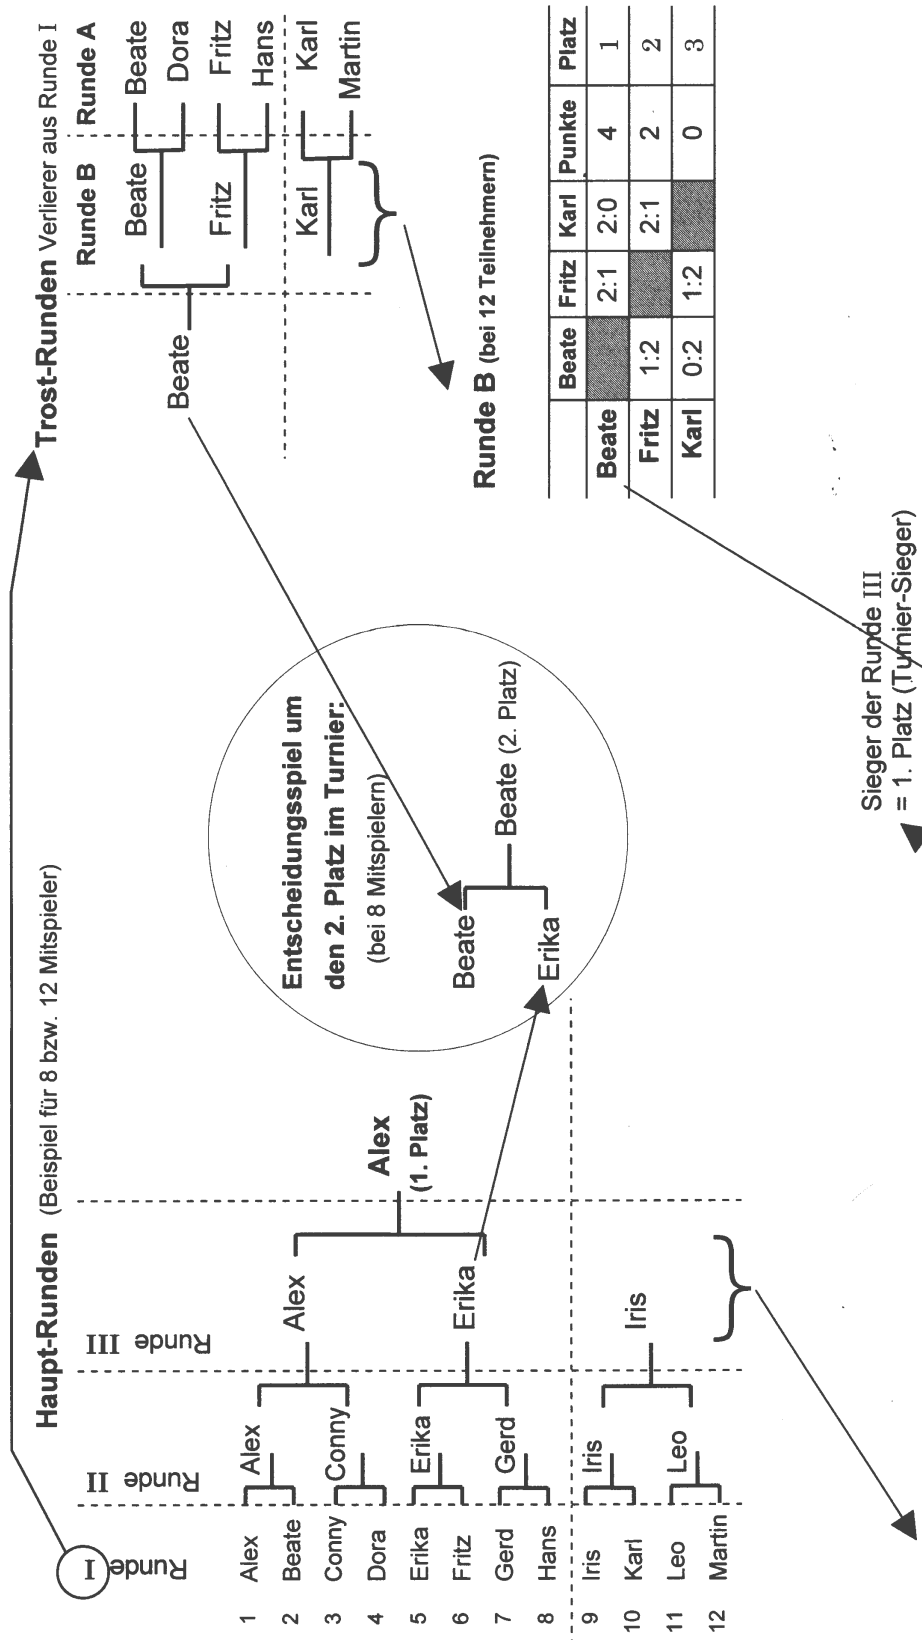 Haupt-Runden (Beispiel für 8 bzw. 12 Mitspieler)
Runde I
Runde II
Runde III
1 Alex
2 Beate
3 Conny
4 Dora
5 Erika
6 Fritz
7 Gerd
8 Hans
9 Iris
10 Karl
11 Leo
12 Martin
Alex
Conny
Erika
Gerd
Iris
Leo
Alex
Erika
Iris
Alex
(1. Platz)
Entscheidungsspiel um
den 2. Platz im Turnier:
(bei 8 Mitspielern)
Beate
Erika
Beate (2. Platz)
Trost-Runden Verlierer aus Runde I
Runde B Runde A
Beate
Beate
Fritz
Karl
Beate
Dora
Fritz
Hans
Karl
Martin
Runde B (bei 12 Teilnehmern)
Beate Fritz Karl Punkte Platz
Beate 2:1 2:0 4 1
Fritz 1:2 2:1 2 2
Karl 0:2 1:2 0 3
Sieger der Runde III
= 1. Platz (Turnier-Sieger)